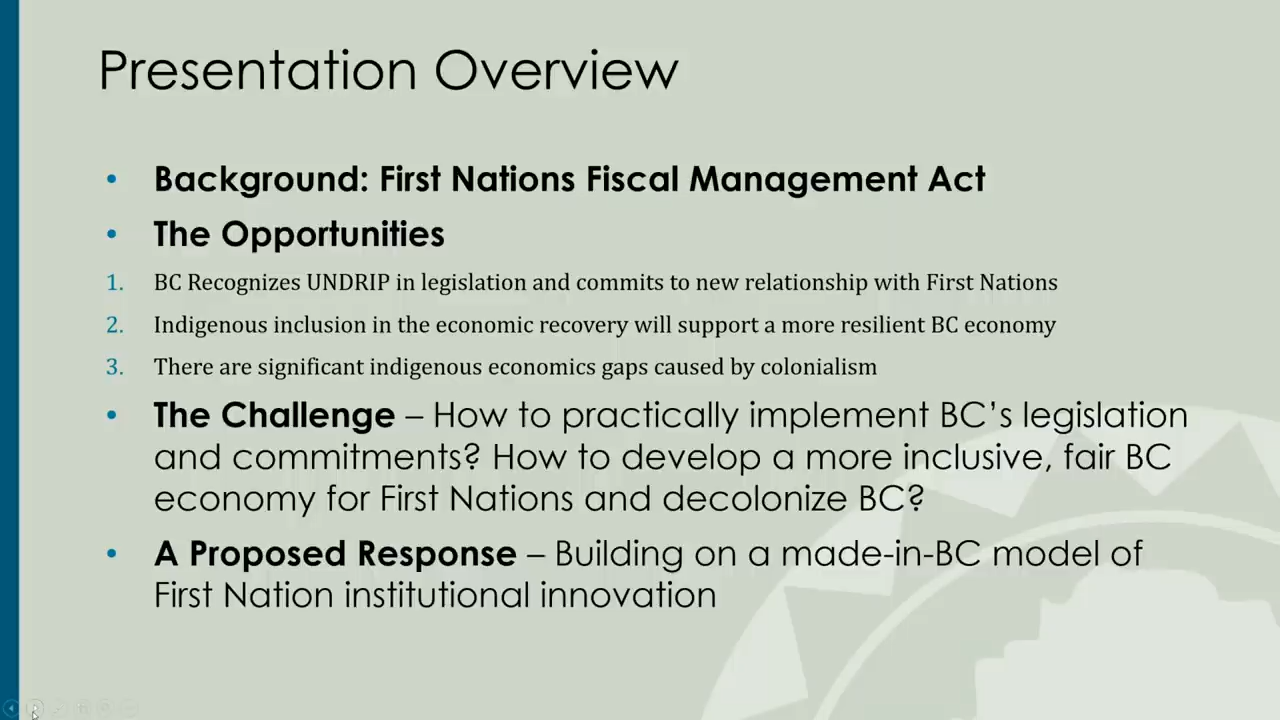 Presentation Overview
• Background: First Nations Fiscal Management Act
• The Opportunities
1. BC Recognizes UNDRIP in legislation and commits to new relationship with First Nations
2. Indigenous inclusion in the economic recovery will support a more resilient BC economy
3. There are significant indigenous economics gaps caused by colonialism
• The Challenge – How to practically implement BC’s legislation
and commitments? How to develop a more inclusive, fair BC
economy for First Nations and decolonize BC?
• A Proposed Response – Building on a made-in-BC model of
First Nation institutional innovation